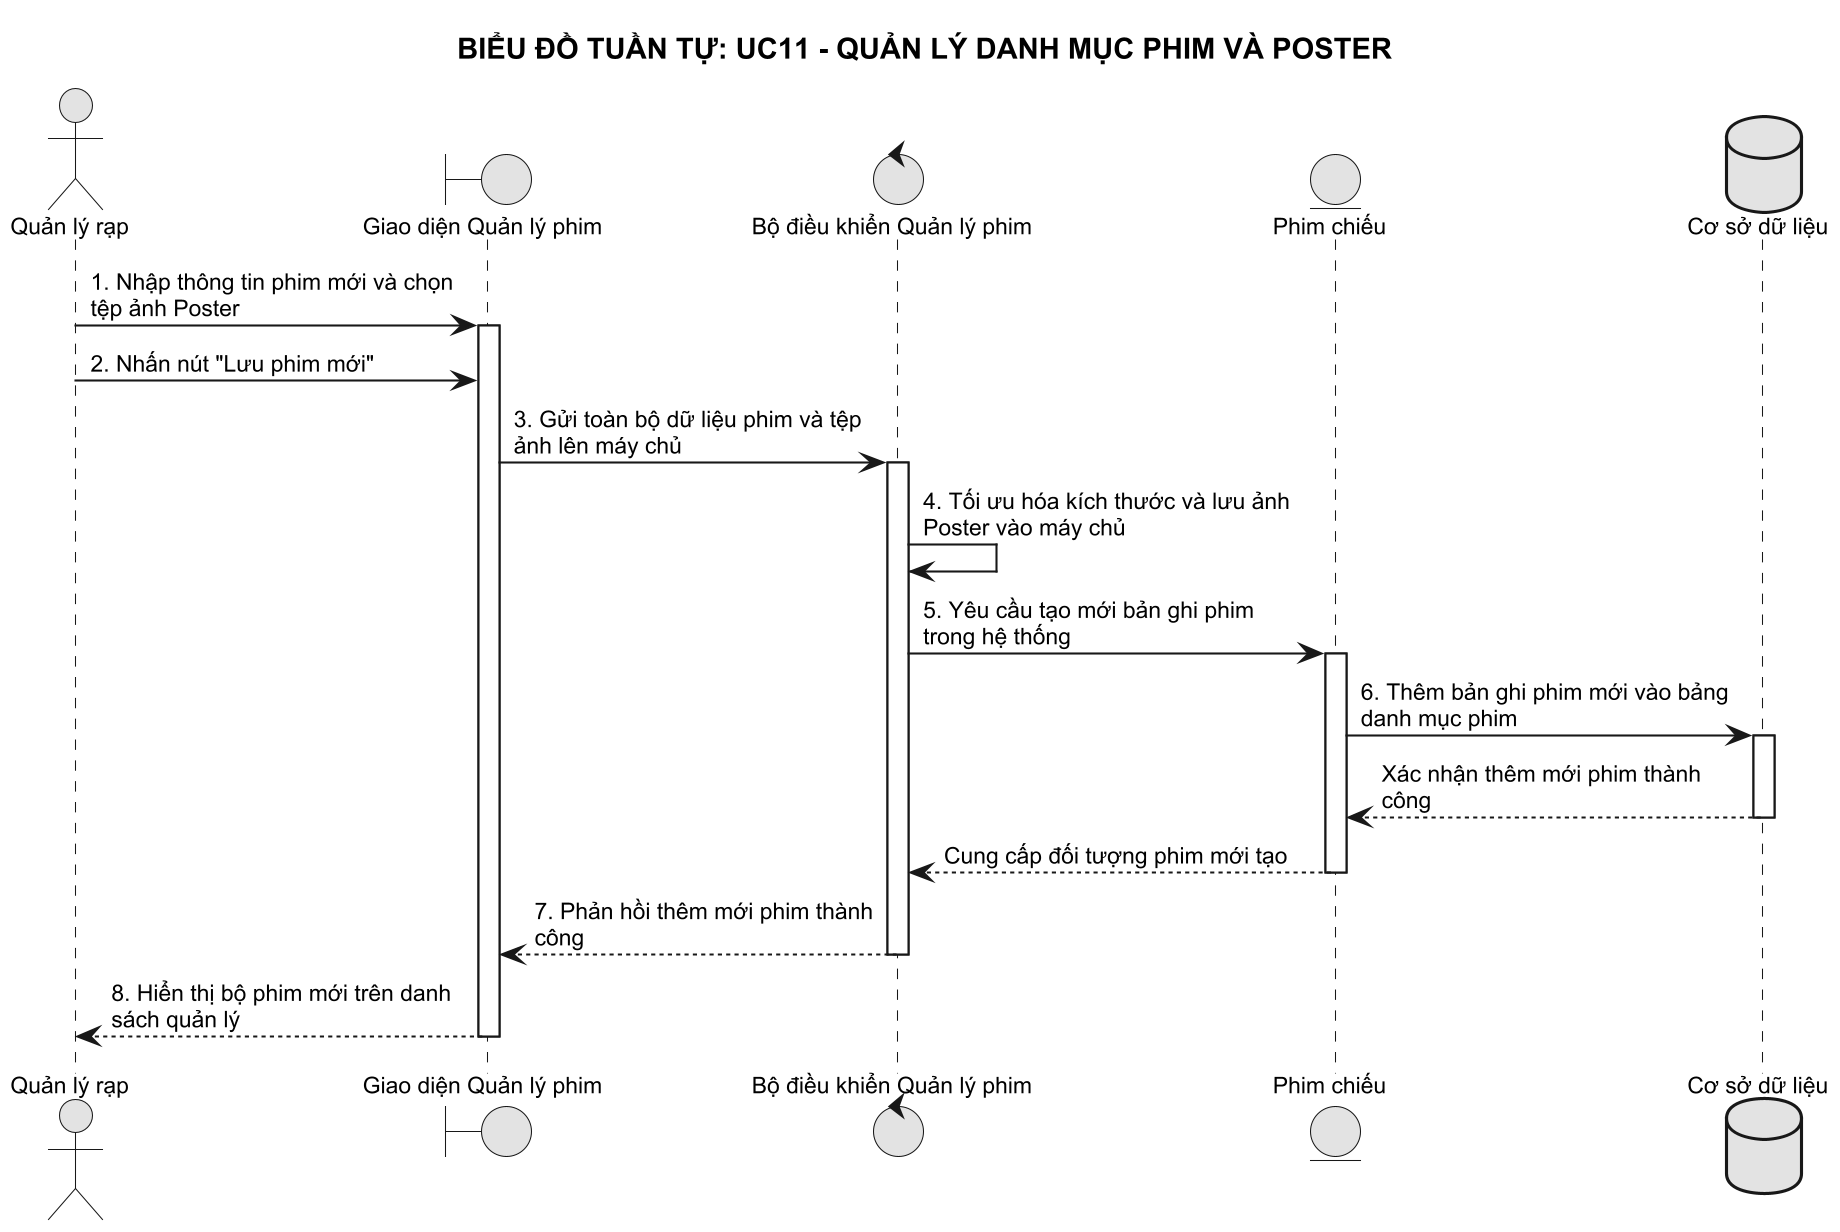 BIỂU ĐỒ TUẦN TỰ: UC11 - QUẢN LÝ DANH MỤC PHIM VÀ POSTER
Quản lý rạp
Giao diện Quản lý phim
Bộ điều khiển Quản lý phim
Phim chiếu
Cơ sở dữ liệu
1. Nhập thông tin phim mới và chọn
tệp ảnh Poster
2. Nhấn nút "Lưu phim mới"
3. Gửi toàn bộ dữ liệu phim và tệp
ảnh lên máy chủ
4. Tối ưu hóa kích thước và lưu ảnh
Poster vào máy chủ
5. Yêu cầu tạo mới bản ghi phim
trong hệ thống
6. Thêm bản ghi phim mới vào bảng
danh mục phim
Xác nhận thêm mới phim thành
công
Cung cấp đối tượng phim mới tạo
7. Phản hồi thêm mới phim thành
công
8. Hiển thị bộ phim mới trên danh
sách quản lý
Quản lý rạp
Giao diện Quản lý phim
Bộ điều khiển Quản lý phim
Phim chiếu
Cơ sở dữ liệu